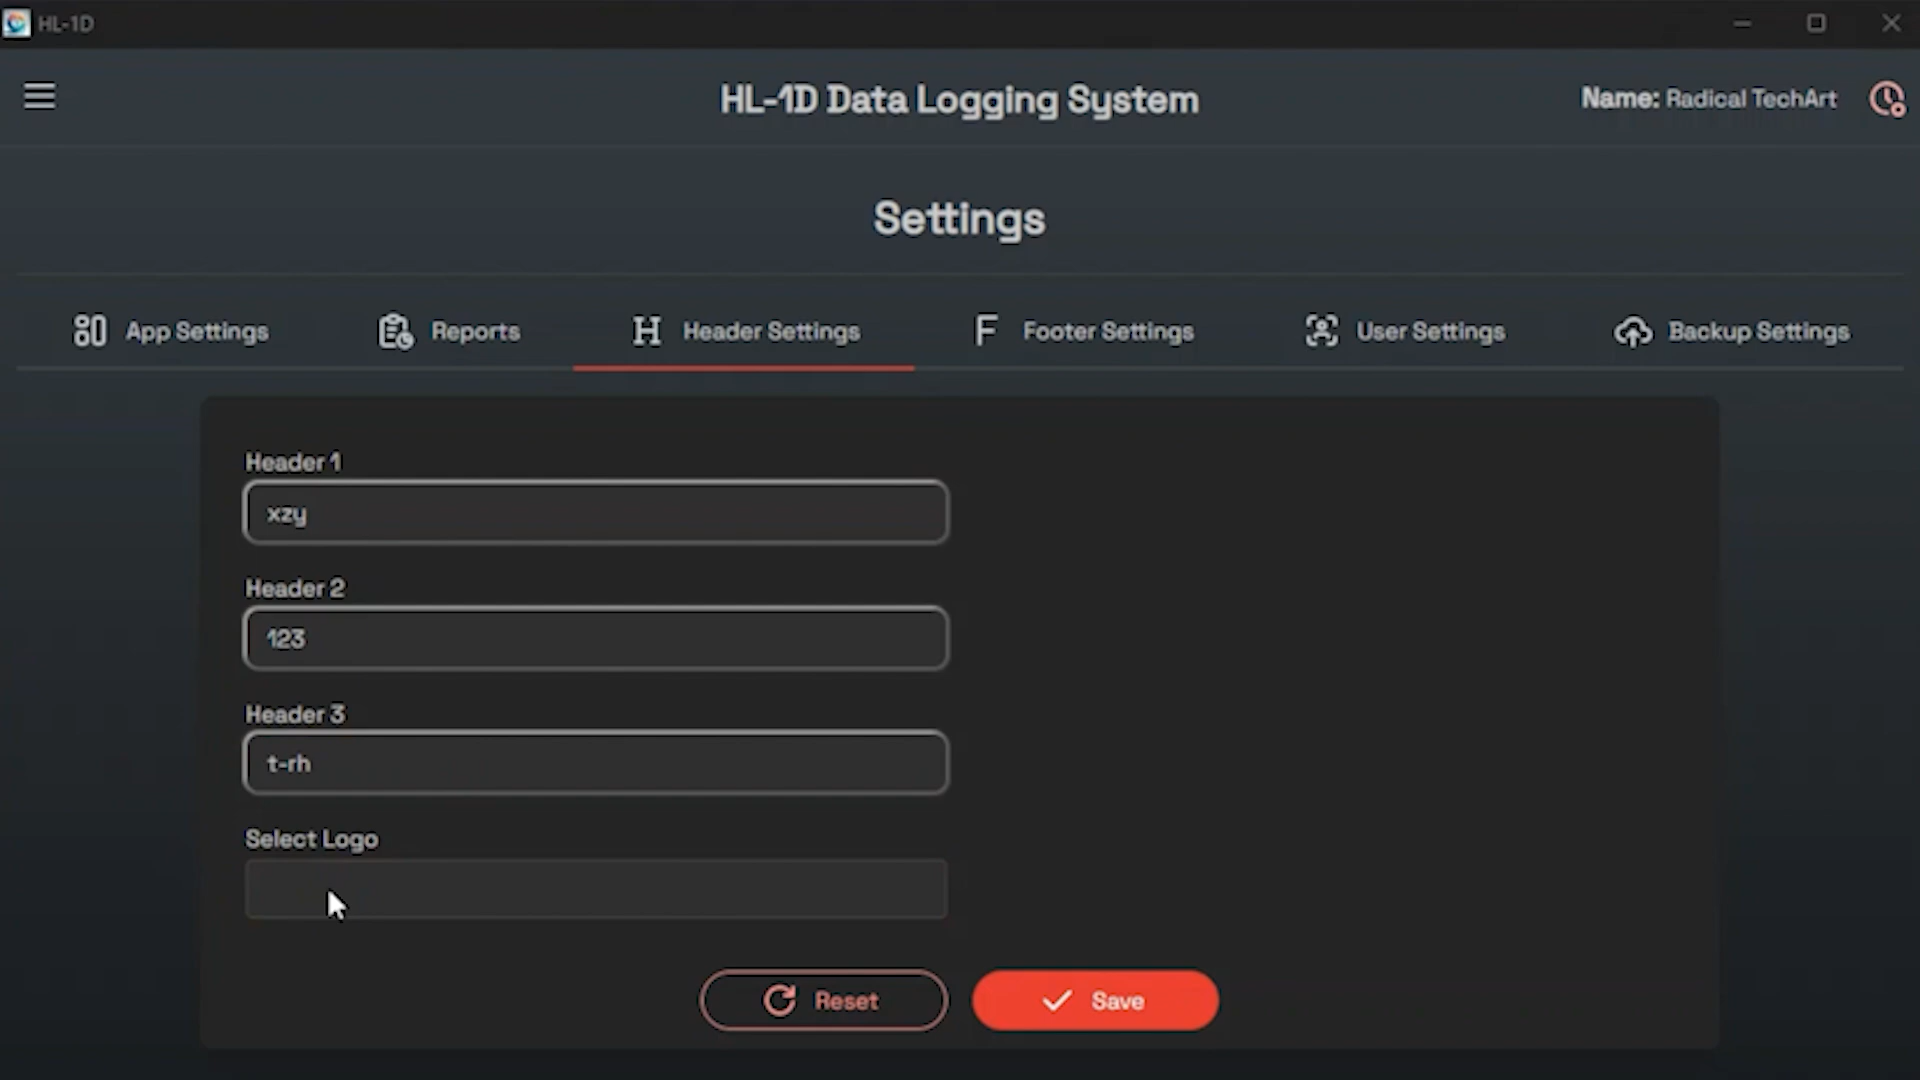 HL-1D
HL-1D Data Logging System
Name: Radical TechArt
Settings
App Settings
Reports
Header Settings
Footer Settings
User Settings
Backup Settings
Header 1
xzy
Header 2
123
Header 3
t-rh
Select Logo
Reset
Save